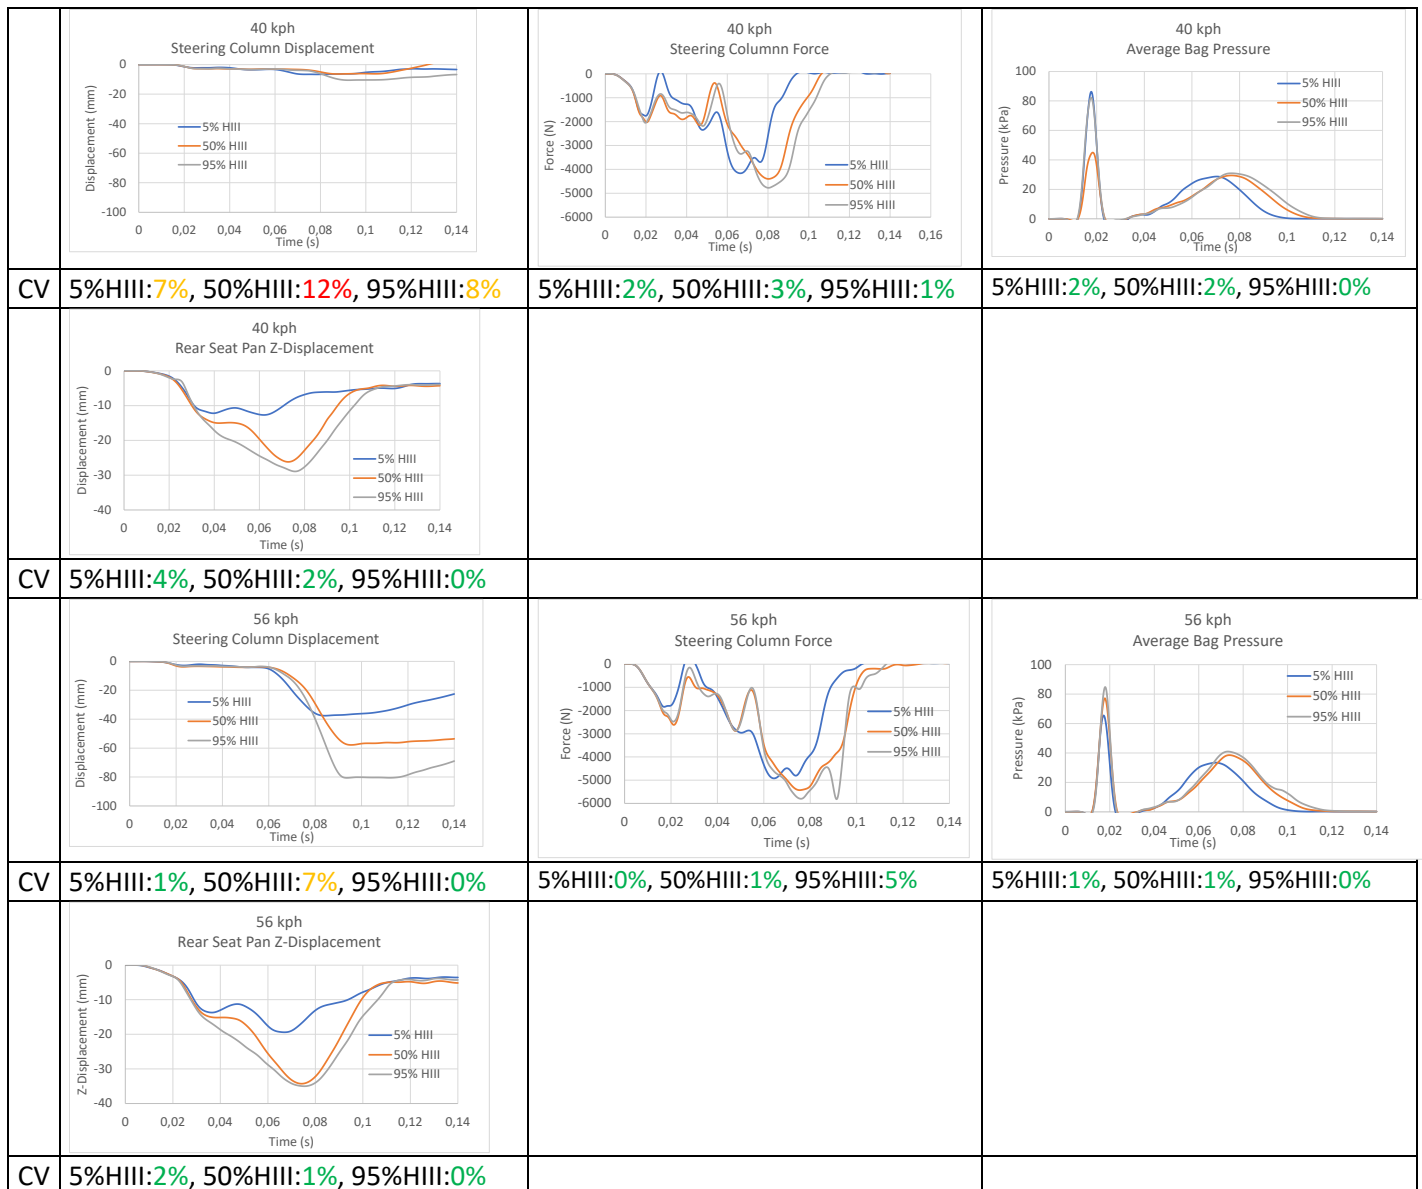 40 kph
Steering Column Displacement
0
-20
-40
-60
-80
-100
Displacement (mm)
5% HIII
50% HIII
95% HIII
0 0,02 0,04 0,06 0,08 0,1 0,12 0,14
Time (s)
40 kph
Steering Columnn Force
0
-1000
-2000
-3000
-4000
-5000
-6000
Force (N)
5% HIII
50% HIII
95% HIII
0 0,02 0,04 0,06 0,08 0,1 0,12 0,14 0,16
Time (s)
40 kph
Average Bag Pressure
100
80
60
40
20
0
Pressure (kPa)
5% HIII
50% HIII
95% HIII
0 0,02 0,04 0,06 0,08 0,1 0,12 0,14
Time (s)
CV 5%HIII:7%, 50%HIII:12%, 95%HIII:8% 5%HIII:2%, 50%HIII:3%, 95%HIII:1% 5%HIII:2%, 50%HIII:2%, 95%HIII:0%
40 kph
Rear Seat Pan Z-Displacement
0
-10
-20
-30
-40
Displacement (mm)
5% HIII
50% HIII
95% HIII
0 0,02 0,04 0,06 0,08 0,1 0,12 0,14
Time (s)
CV 5%HIII:4%, 50%HIII:2%, 95%HIII:0%
56 kph
Steering Column Displacement
0
-20
-40
-60
-80
-100
Displacement (mm)
5% HIII
50% HIII
95% HIII
0 0,02 0,04 0,06 0,08 0,1 0,12 0,14
Time (s)
56 kph
Steering Column Force
0
-1000
-2000
-3000
-4000
-5000
-6000
Force (N)
5% HIII
50% HIII
95% HIII
0 0,02 0,04 0,06 0,08 0,1 0,12 0,14
Time (s)
56 kph
Average Bag Pressure
100
80
60
40
20
0
Pressure (kPa)
5% HIII
50% HIII
95% HIII
0 0,02 0,04 0,06 0,08 0,1 0,12 0,14
Time (s)
CV 5%HIII:1%, 50%HIII:7%, 95%HIII:0% 5%HIII:0%, 50%HIII:1%, 95%HIII:5% 5%HIII:1%, 50%HIII:1%, 95%HIII:0%
56 kph
Rear Seat Pan Z-Displacement
0
-10
-20
-30
-40
Z-Displacement (mm)
5% HIII
50% HIII
95% HIII
0 0,02 0,04 0,06 0,08 0,1 0,12 0,14
Time (s)
CV 5%HIII:2%, 50%HIII:1%, 95%HIII:0%